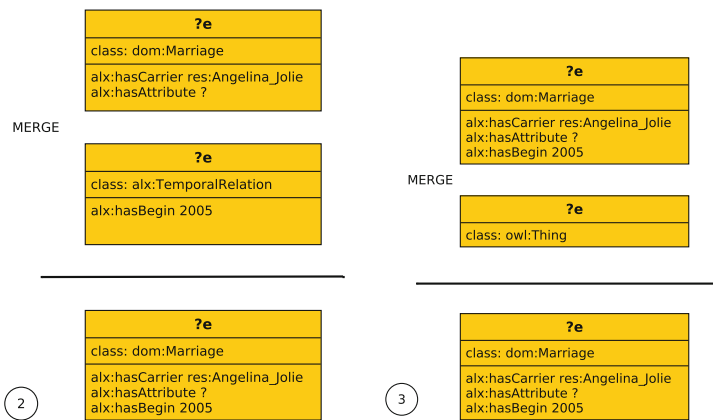 ?e
class: dom:Marriage
alx:hasCarrier res:Angelina_Jolie
alx:hasAttribute ?
MERGE
?e
class: alx:TemporalRelation
alx:hasBegin 2005
?e
class: dom:Marriage
alx:hasCarrier res:Angelina_Jolie
alx:hasAttribute ?
alx:hasBegin 2005
2
?e
class: dom:Marriage
alx:hasCarrier res:Angelina_Jolie
alx:hasAttribute ?
alx:hasBegin 2005
MERGE
?e
class: owl:Thing
?e
class: dom:Marriage
alx:hasCarrier res:Angelina_Jolie
alx:hasAttribute ?
alx:hasBegin 2005
3